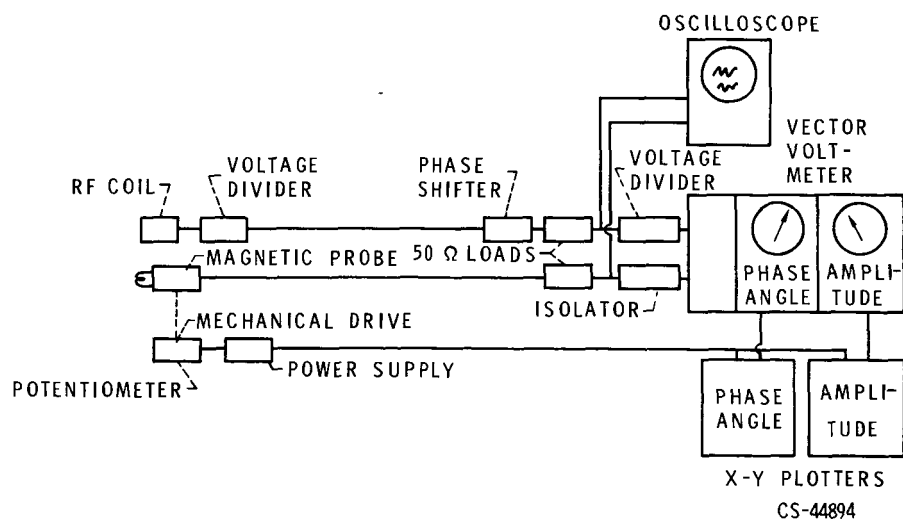 OSCILLOSCOPE
VECTOR
VOLT-
METER
VOLTAGE
DIVIDER
PHASE
SHIFTER
VOLTAGE
DIVIDER
RF COIL
MAGNETIC PROBE
50 Ω LOADS
PHASE
ANGLE
AMPLI-
TUDE
ISOLATOR
MECHANICAL DRIVE
POTENTIOMETER
POWER SUPPLY
PHASE
ANGLE
AMPLI-
TUDE
X-Y PLOTTERS
CS-44894